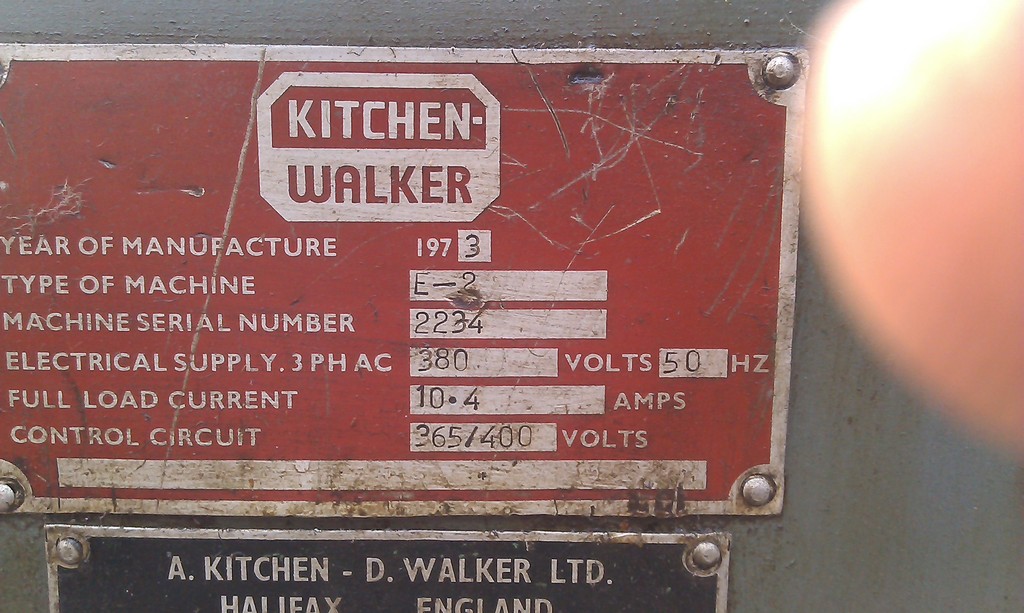 KITCHEN-
WALKER
YEAR OF MANUFACTURE 1973
TYPE OF MACHINE E-2
MACHINE SERIAL NUMBER 2234
ELECTRICAL SUPPLY. 3 PH AC 380 VOLTS 50 HZ
FULL LOAD CURRENT 10.4 AMPS
CONTROL CIRCUIT 365/400 VOLTS
A. KITCHEN - D. WALKER LTD.
HALIFAX ENGLAND